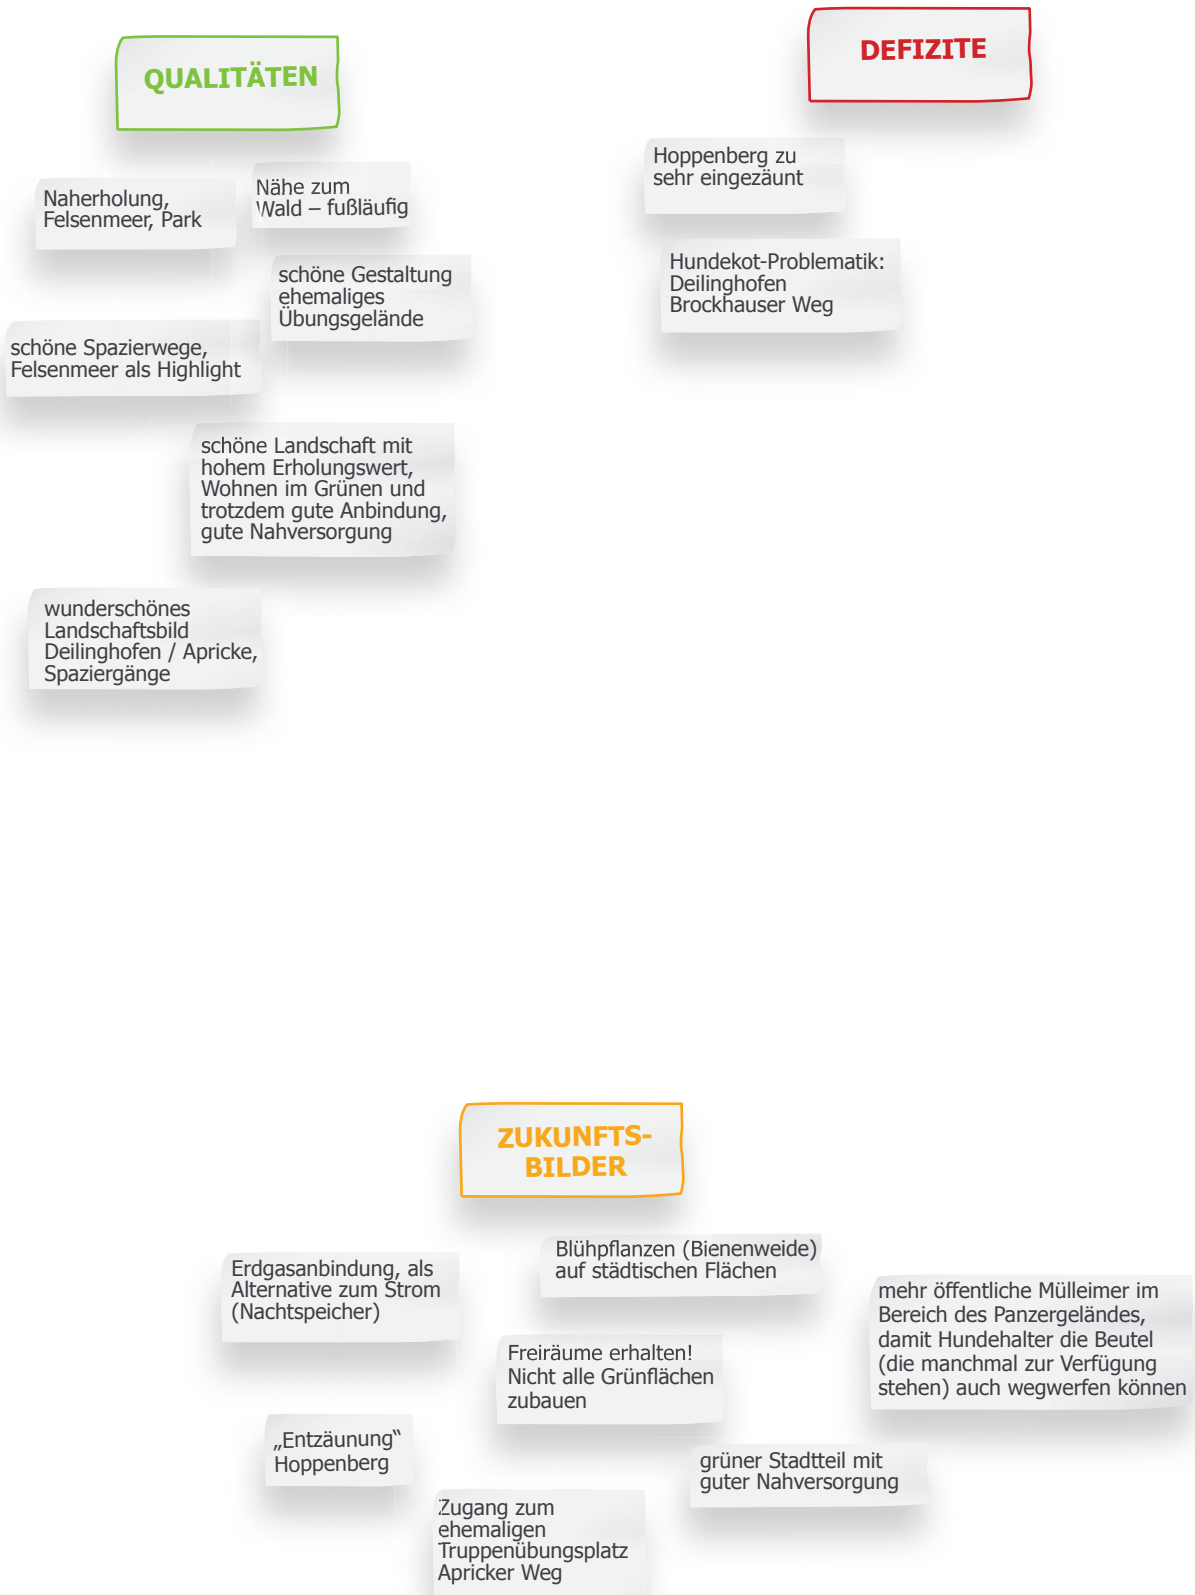 QUALITÄTEN
Naherholung,
Felsenmeer, Park
Nähe zum
Wald – fußläufig
schöne Gestaltung
ehemaliges
Übungsgelände
schöne Spazierwege,
Felsenmeer als Highlight
schöne Landschaft mit
hohem Erholungswert,
Wohnen im Grünen und
trotzdem gute Anbindung,
gute Nahversorgung
wunderschönes
Landschaftsbild
Deilinghofen / Apricke,
Spaziergänge
DEFIZITE
Hoppenberg zu
sehr eingezäunt
Hundekot-Problematik:
Deilinghofen
Brockhauser Weg
ZUKUNFTS-
BILDER
Erdgasanbindung, als
Alternative zum Strom
(Nachtspeicher)
Blühpflanzen (Bienenweide)
auf städtischen Flächen
mehr öffentliche Mülleimer im
Bereich des Panzergeländes,
damit Hundehalter die Beutel
(die manchmal zur Verfügung
stehen) auch wegwerfen können
Freiräume erhalten!
Nicht alle Grünflächen
zubauen
„Entzäunung“
Hoppenberg
grüner Stadtteil mit
guter Nahversorgung
Zugang zum
ehemaligen
Truppenübungsplatz
Apricker Weg